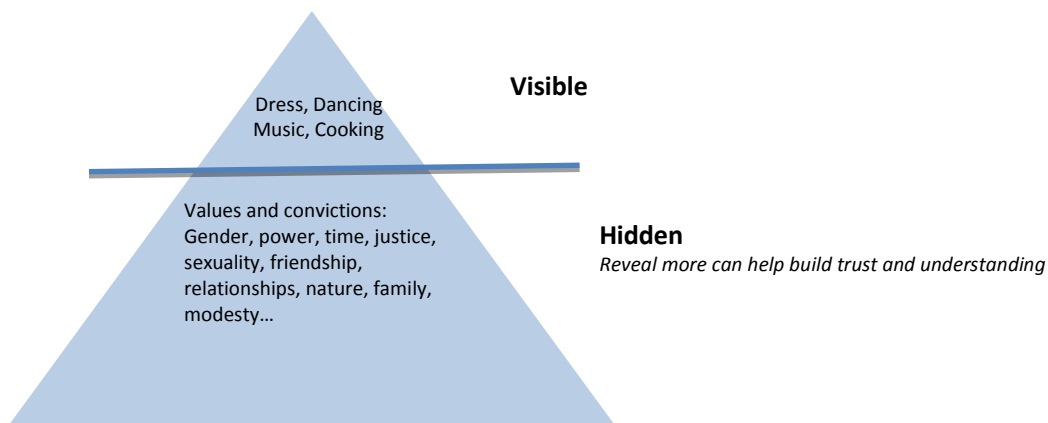 Visible
Dress, Dancing
Music, Cooking
Values and convictions:
Gender, power, time, justice,
sexuality, friendship,
relationships, nature, family,
modesty…
Hidden
Reveal more can help build trust and understanding